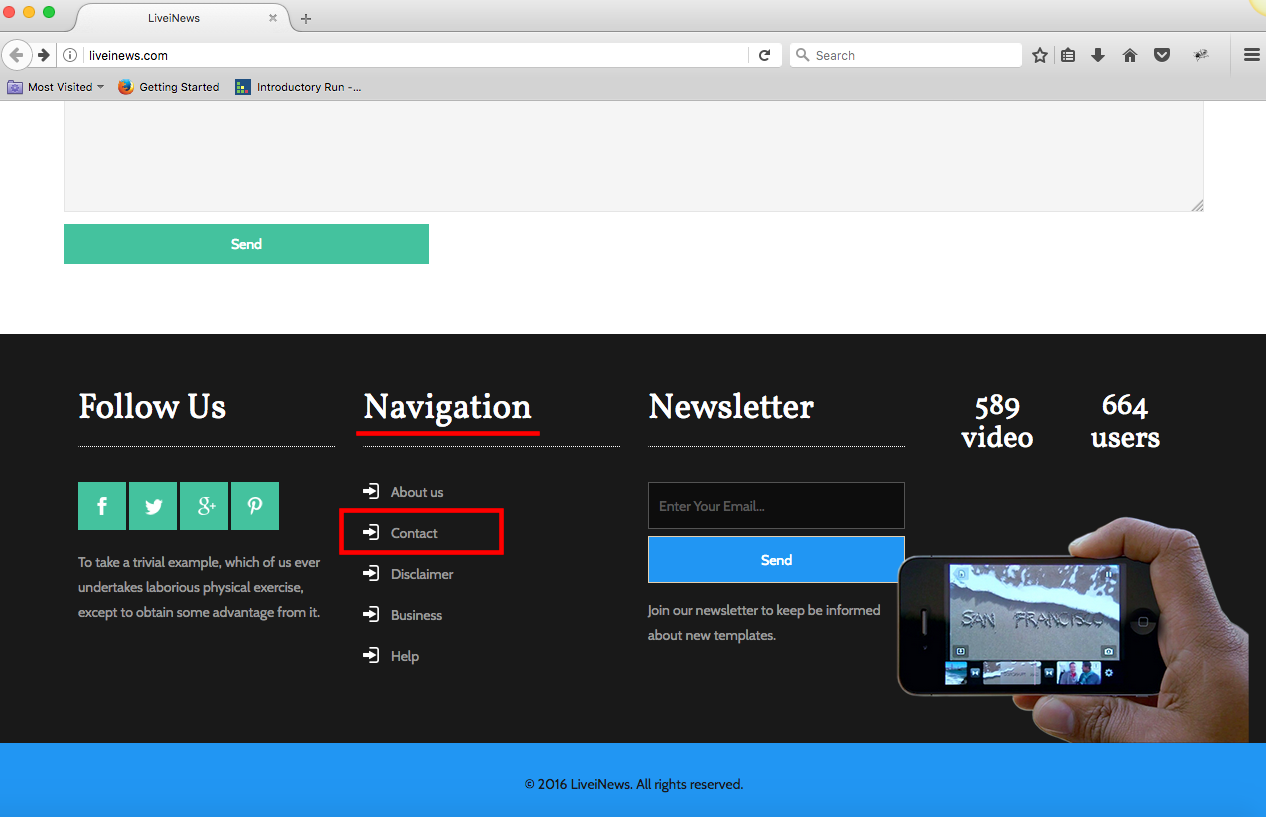 LiveiNews
liveinews.com
Search
Most Visited
Getting Started
Introductory Run -...
Send
Follow Us
To take a trivial example, which of us ever
undertakes laborious physical exercise,
except to obtain some advantage from it.
Navigation
About us
Contact
Disclaimer
Business
Help
Newsletter
Enter Your Email...
Send
Join our newsletter to keep be informed
about new templates.
589
video
664
users
SAN FRANCISCO
© 2016 LiveiNews. All rights reserved.